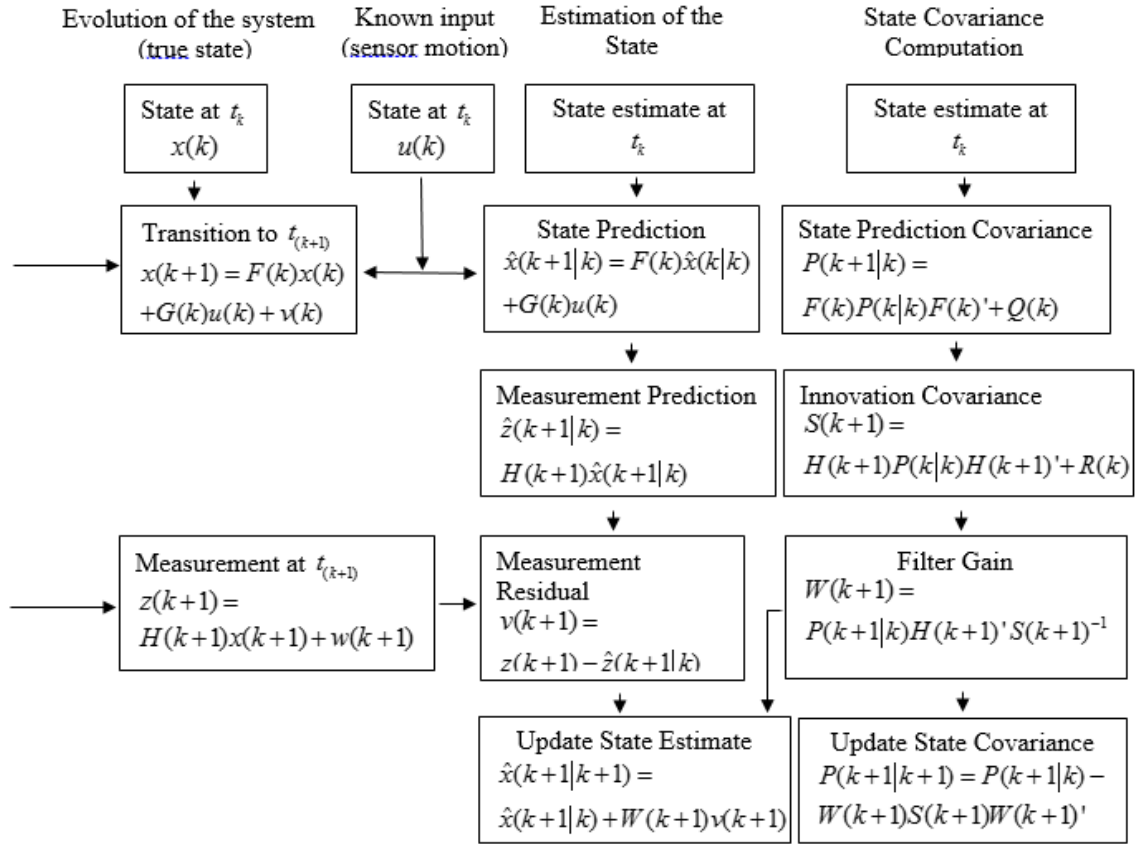 Evolution of the system
(true state)
Known input
(sensor motion)
Estimation of the
State
State Covariance
Computation
State at t_k
x(k)
State at t_k
u(k)
State estimate at
t_k
State estimate at
t_k
Transition to t_(k+1)
x(k+1) = F(k)x(k)
+G(k)u(k)+v(k)
State Prediction
x̂(k+1|k) = F(k)x̂(k|k)
+G(k)u(k)
State Prediction Covariance
P(k+1|k) =
F(k)P(k|k)F(k)'+Q(k)
Measurement Prediction
ẑ(k+1|k) =
H(k+1)x̂(k+1|k)
Innovation Covariance
S(k+1) =
H(k+1)P(k|k)H(k+1)'+R(k)
Measurement at t_(k+1)
z(k+1) =
H(k+1)x(k+1)+w(k+1)
Measurement
Residual
v(k+1) =
z(k+1)−ẑ(k+1|k)
Filter Gain
W(k+1) =
P(k+1|k)H(k+1)'S(k+1)⁻¹
Update State Estimate
x̂(k+1|k+1) =
x̂(k+1|k)+W(k+1)v(k+1)
Update State Covariance
P(k+1|k+1) = P(k+1|k)−
W(k+1)S(k+1)W(k+1)'